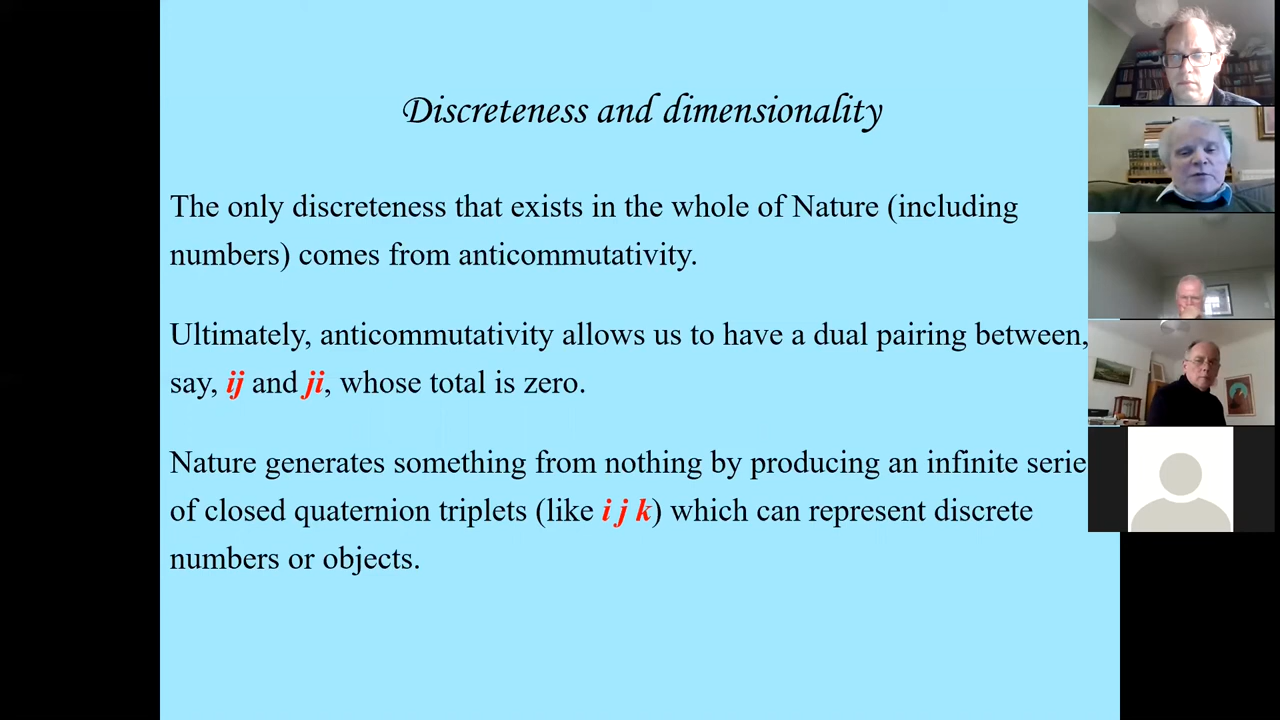 Discreteness and dimensionality
The only discreteness that exists in the whole of Nature (including
numbers) comes from anticommutativity.
Ultimately, anticommutativity allows us to have a dual pairing between,
say, ij and ji, whose total is zero.
Nature generates something from nothing by producing an infinite serie
of closed quaternion triplets (like i j k) which can represent discrete
numbers or objects.